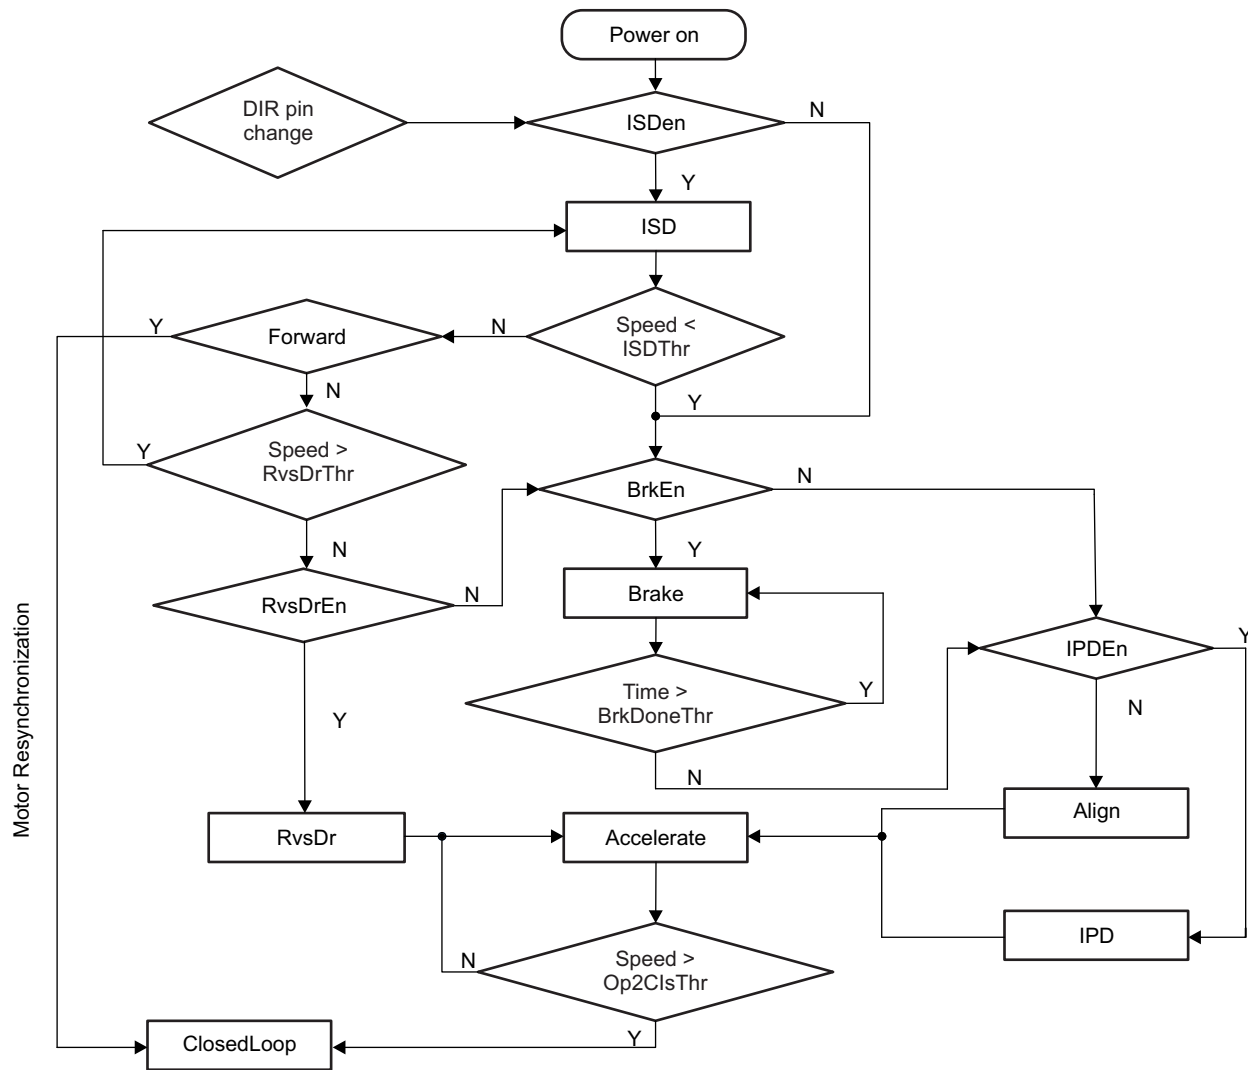 Power on
DIR pin
change
ISDen
N
Y
ISD
Speed <
ISDThr
N
Forward
Y
N
Y
Speed >
RvsDrThr
Y
N
BrkEn
N
Y
RvsDrEn
N
Brake
IPDEn
Y
Time >
BrkDoneThr
Y
N
Y
N
Motor Resynchronization
Align
RvsDr
Accelerate
IPD
Speed >
Op2ClsThr
N
Y
ClosedLoop